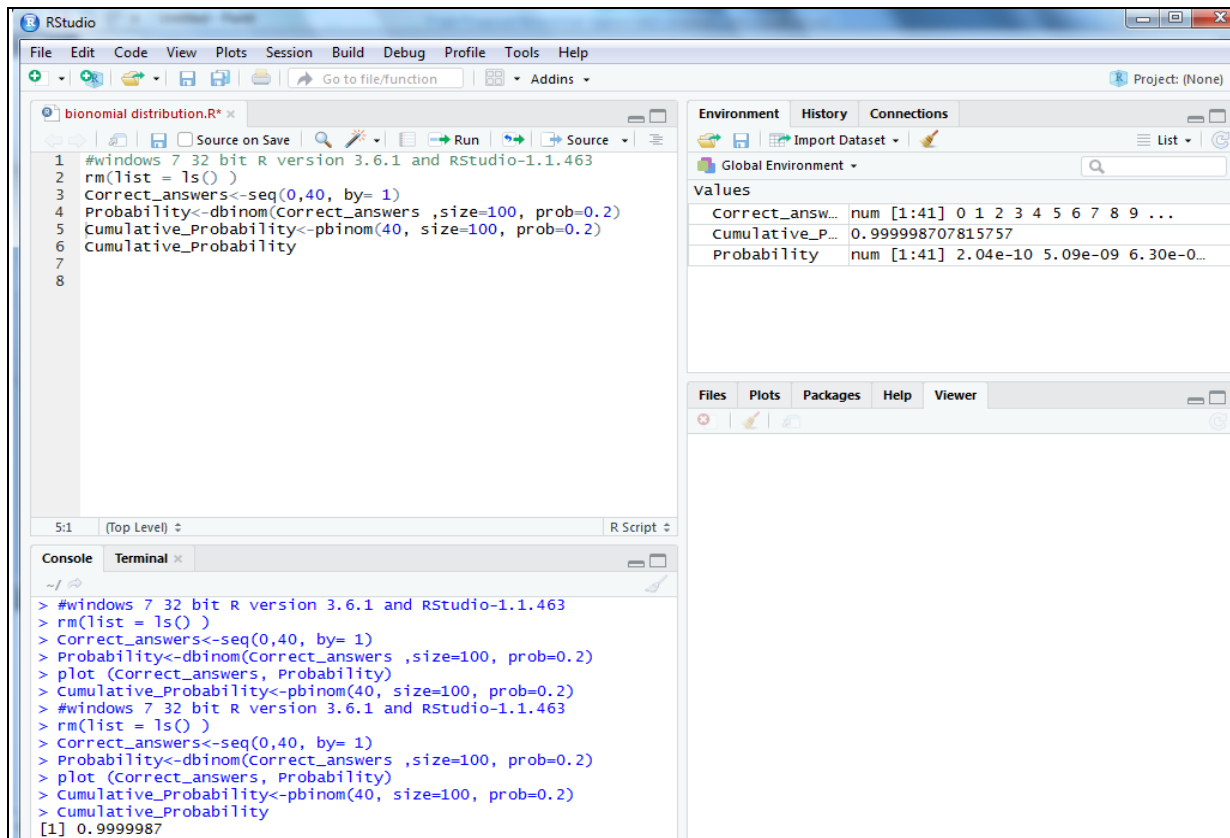 RStudio
File Edit Code View Plots Session Build Debug Profile Tools Help
Go to file/function Addins Project: (None)
bionomial distribution.R*
Source on Save Run Source
1 #windows 7 32 bit R version 3.6.1 and RStudio-1.1.463
2 rm(list = ls() )
3 Correct_answers<-seq(0,40, by= 1)
4 Probability<-dbinom(Correct_answers ,size=100, prob=0.2)
5 Cumulative_Probability<-pbinom(40, size=100, prob=0.2)
6 Cumulative_Probability
7
8
5:1 (Top Level) R Script
Console Terminal
~/
> #windows 7 32 bit R version 3.6.1 and RStudio-1.1.463
> rm(list = ls() )
> Correct_answers<-seq(0,40, by= 1)
> Probability<-dbinom(Correct_answers ,size=100, prob=0.2)
> plot (Correct_answers, Probability)
> Cumulative_Probability<-pbinom(40, size=100, prob=0.2)
> #windows 7 32 bit R version 3.6.1 and RStudio-1.1.463
> rm(list = ls() )
> Correct_answers<-seq(0,40, by= 1)
> Probability<-dbinom(Correct_answers ,size=100, prob=0.2)
> plot (Correct_answers, Probability)
> Cumulative_Probability<-pbinom(40, size=100, prob=0.2)
> Cumulative_Probability
[1] 0.9999987
Environment History Connections
Import Dataset List
Global Environment
Values
Correct_answ… num [1:41] 0 1 2 3 4 5 6 7 8 9 ...
Cumulative_P… 0.999998707815757
Probability num [1:41] 2.04e-10 5.09e-09 6.30e-0…
Files Plots Packages Help Viewer